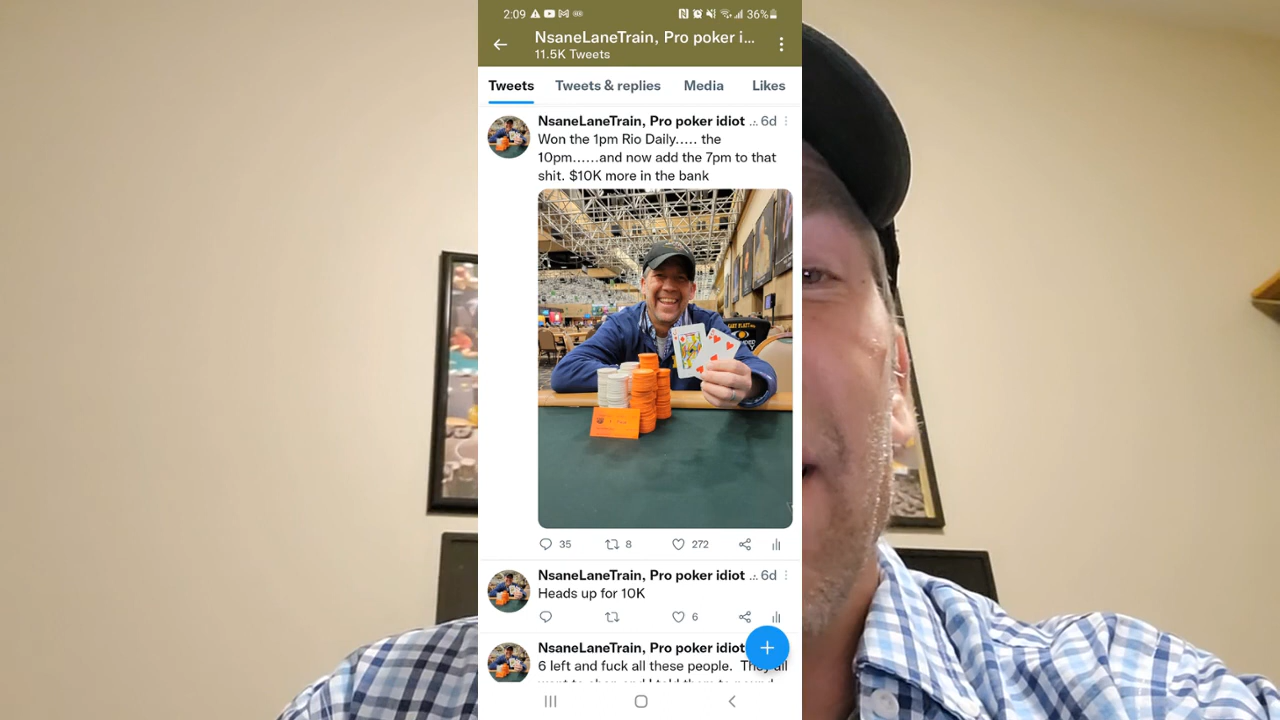 2:09
36%
NsaneLaneTrain, Pro poker i...
11.5K Tweets
Tweets
Tweets & replies
Media
Likes
NsaneLaneTrain, Pro poker idiot .. 6d
Won the 1pm Rio Daily..... the
10pm......and now add the 7pm to that
shit. $10K more in the bank
35
8
272
NsaneLaneTrain, Pro poker idiot .. 6d
Heads up for 10K
6
NsaneLaneTrain, Pro poker idiot
6 left and fuck all these people. They all